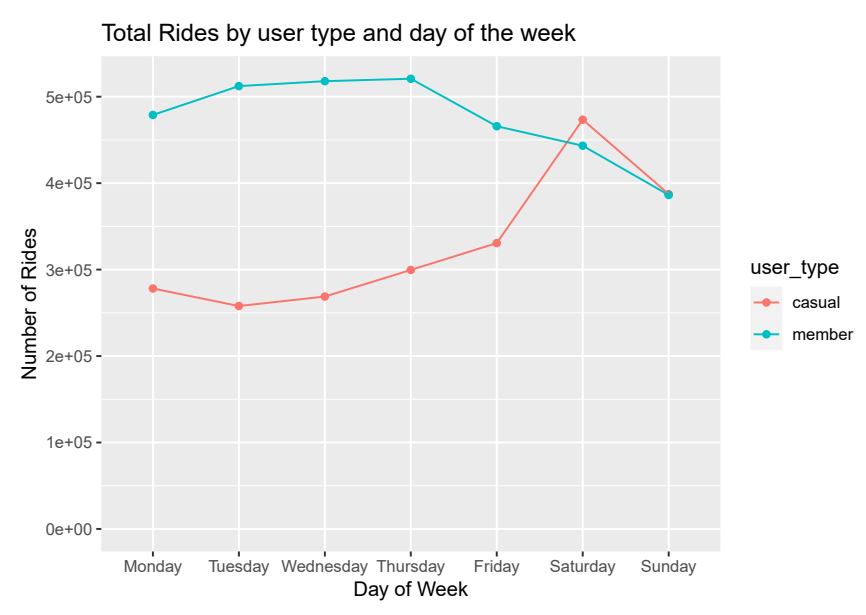 Total Rides by user type and day of the week
5e+05
4e+05
3e+05
2e+05
1e+05
0e+00
Number of Rides
Monday Tuesday Wednesday Thursday Friday Saturday Sunday
Day of Week
user_type
casual
member